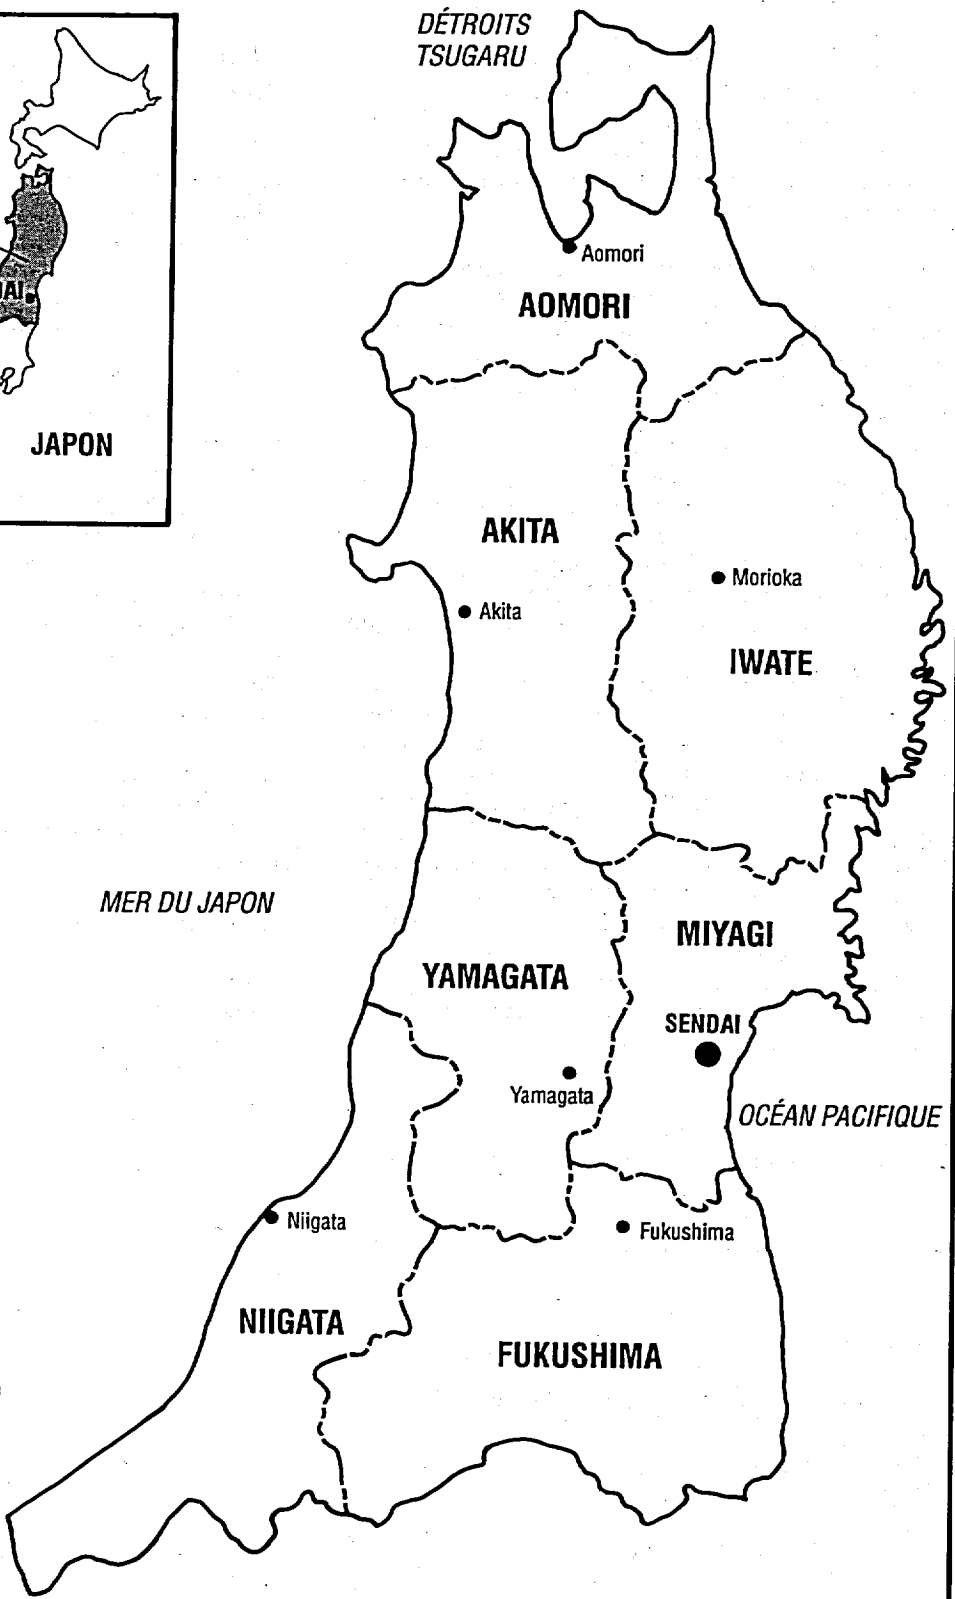 DÉTROITS
TSUGARU
JAPON
Aomori
AOMORI
AKITA
Akita
Morioka
IWATE
MER DU JAPON
YAMAGATA
Yamagata
MIYAGI
SENDAI
OCÉAN PACIFIQUE
Niigata
NIIGATA
Fukushima
FUKUSHIMA